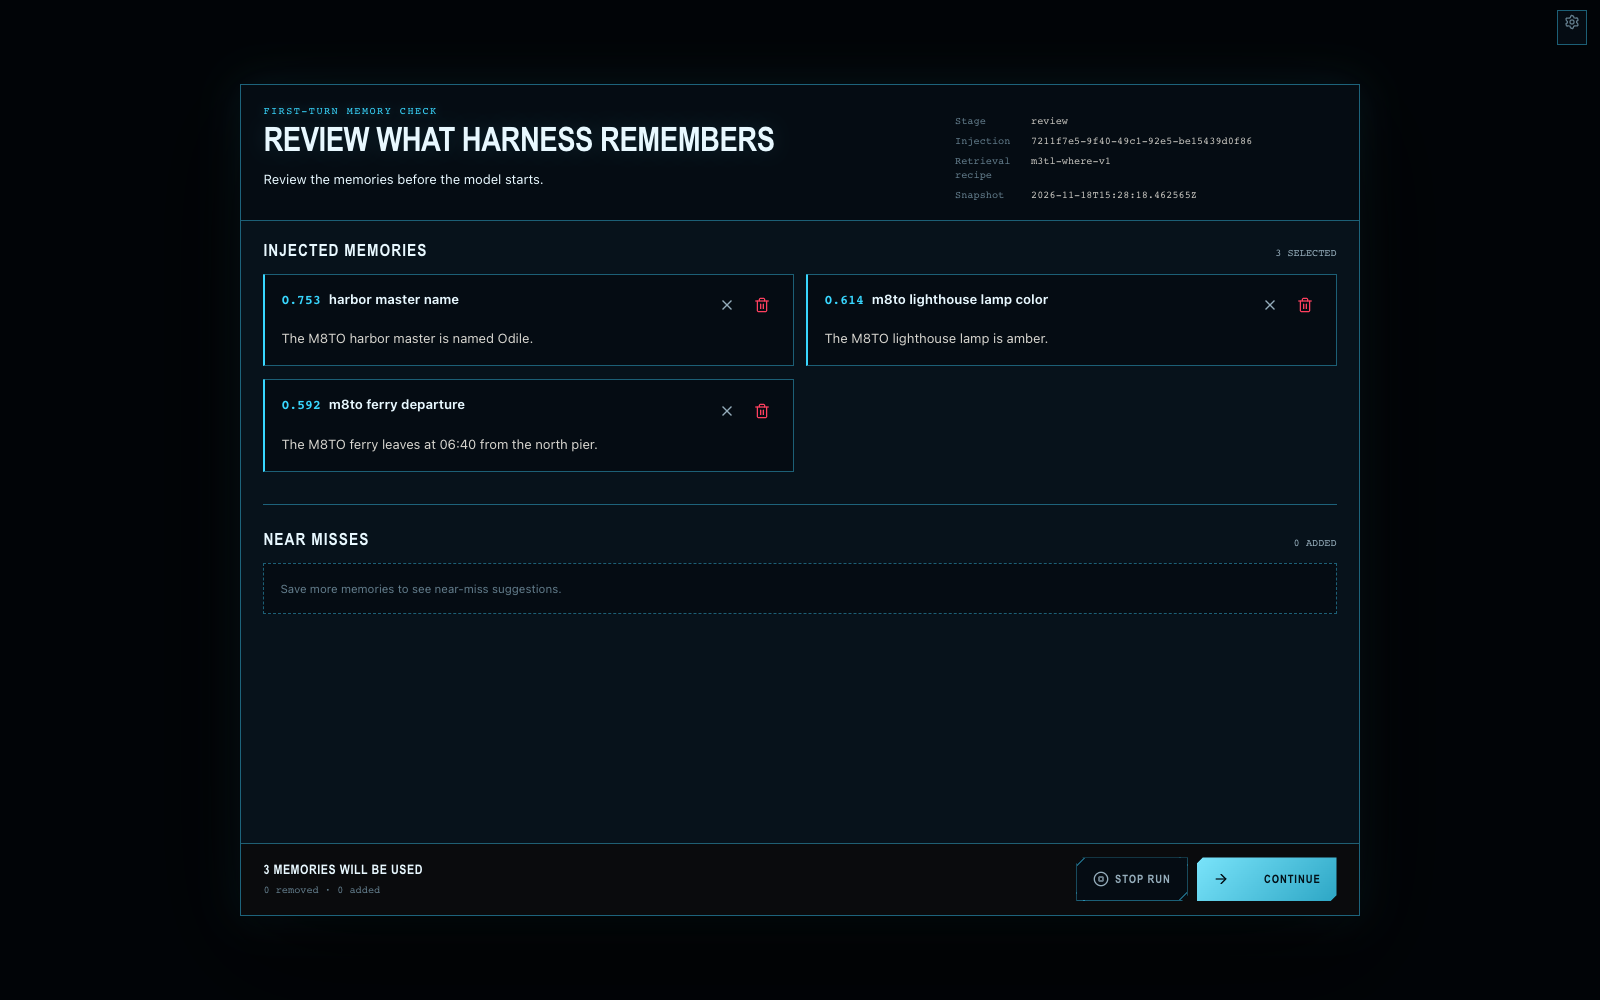 FIRST-TURN MEMORY CHECK
REVIEW WHAT HARNESS REMEMBERS
Review the memories before the model starts.
Stage review
Injection 7211f7e5-9f40-49c1-92e5-be15439d0f86
Retrieval recipe m3tl-where-v1
Snapshot 2026-11-18T15:28:18.462565Z
INJECTED MEMORIES
3 SELECTED
0.753 harbor master name
The M8TO harbor master is named Odile.
0.614 m8to lighthouse lamp color
The M8TO lighthouse lamp is amber.
0.592 m8to ferry departure
The M8TO ferry leaves at 06:40 from the north pier.
NEAR MISSES
0 ADDED
Save more memories to see near-miss suggestions.
3 MEMORIES WILL BE USED
0 removed · 0 added
STOP RUN
CONTINUE